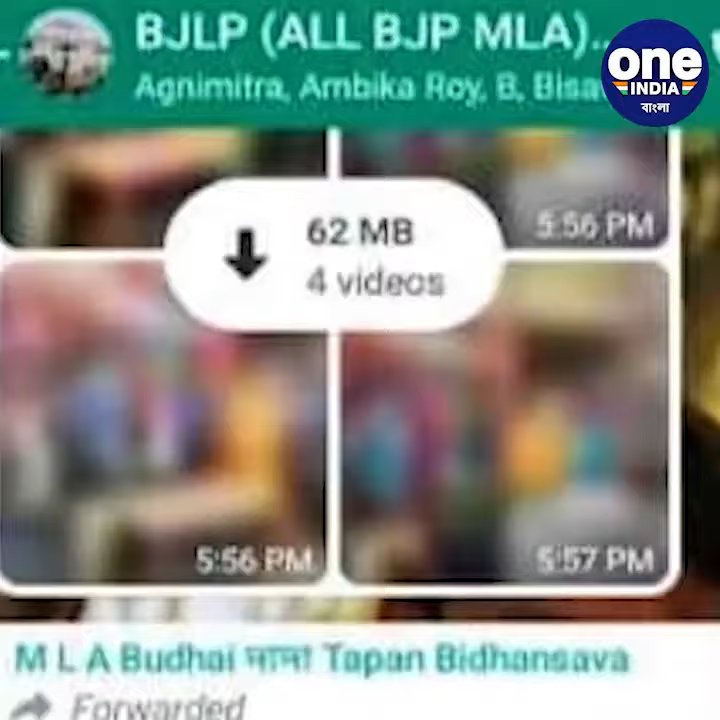 BJLP (ALL BJP MLA)...
one
INDIA
বাংলা
Agnimitra, Ambika Roy, B, Bisa
5:56 PM
62 MB
4 videos
5:56 PM
5:57 PM
M L A Budhai Tapan Bidhansava
Forwarded